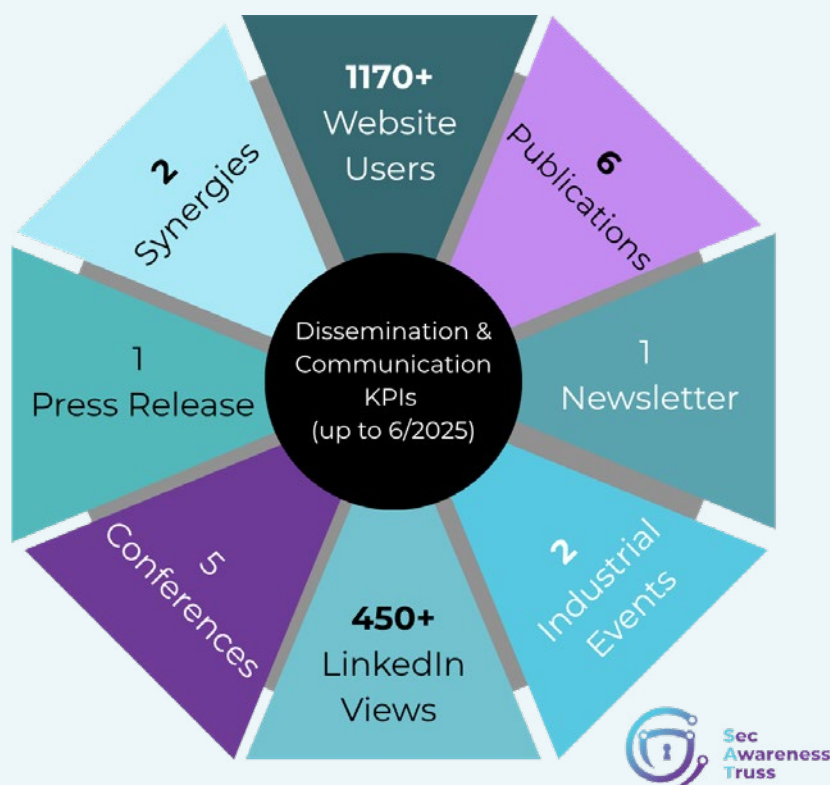 1170+
Website
Users
6
Publications
1
Newsletter
2
Industrial
Events
450+
LinkedIn
Views
5
Conferences
1
Press Release
2
Synergies
Dissemination &
Communication
KPIs
(up to 6/2025)
Sec
Awareness
Truss